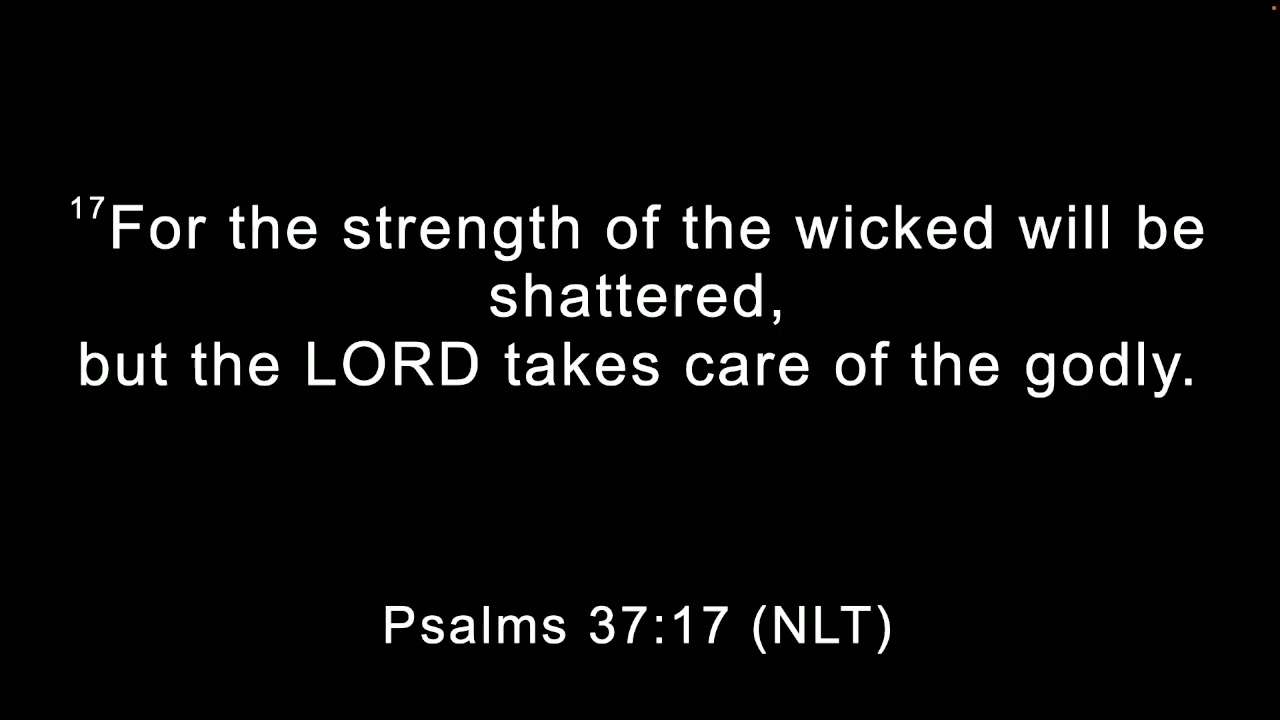 17For the strength of the wicked will be
shattered,
but the LORD takes care of the godly.
Psalms 37:17 (NLT)